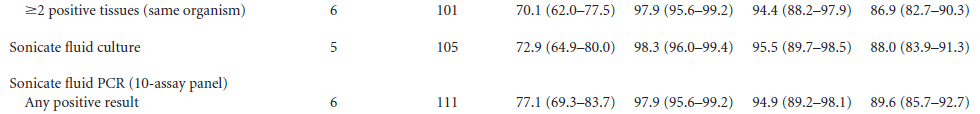 ≥2 positive tissues (same organism) 6 101 70.1 (62.0–77.5) 97.9 (95.6–99.2) 94.4 (88.2–97.9) 86.9 (82.7–90.3)
Sonicate fluid culture 5 105 72.9 (64.9–80.0) 98.3 (96.0–99.4) 95.5 (89.7–98.5) 88.0 (83.9–91.3)
Sonicate fluid PCR (10-assay panel)
Any positive result 6 111 77.1 (69.3–83.7) 97.9 (95.6–99.2) 94.9 (89.2–98.1) 89.6 (85.7–92.7)